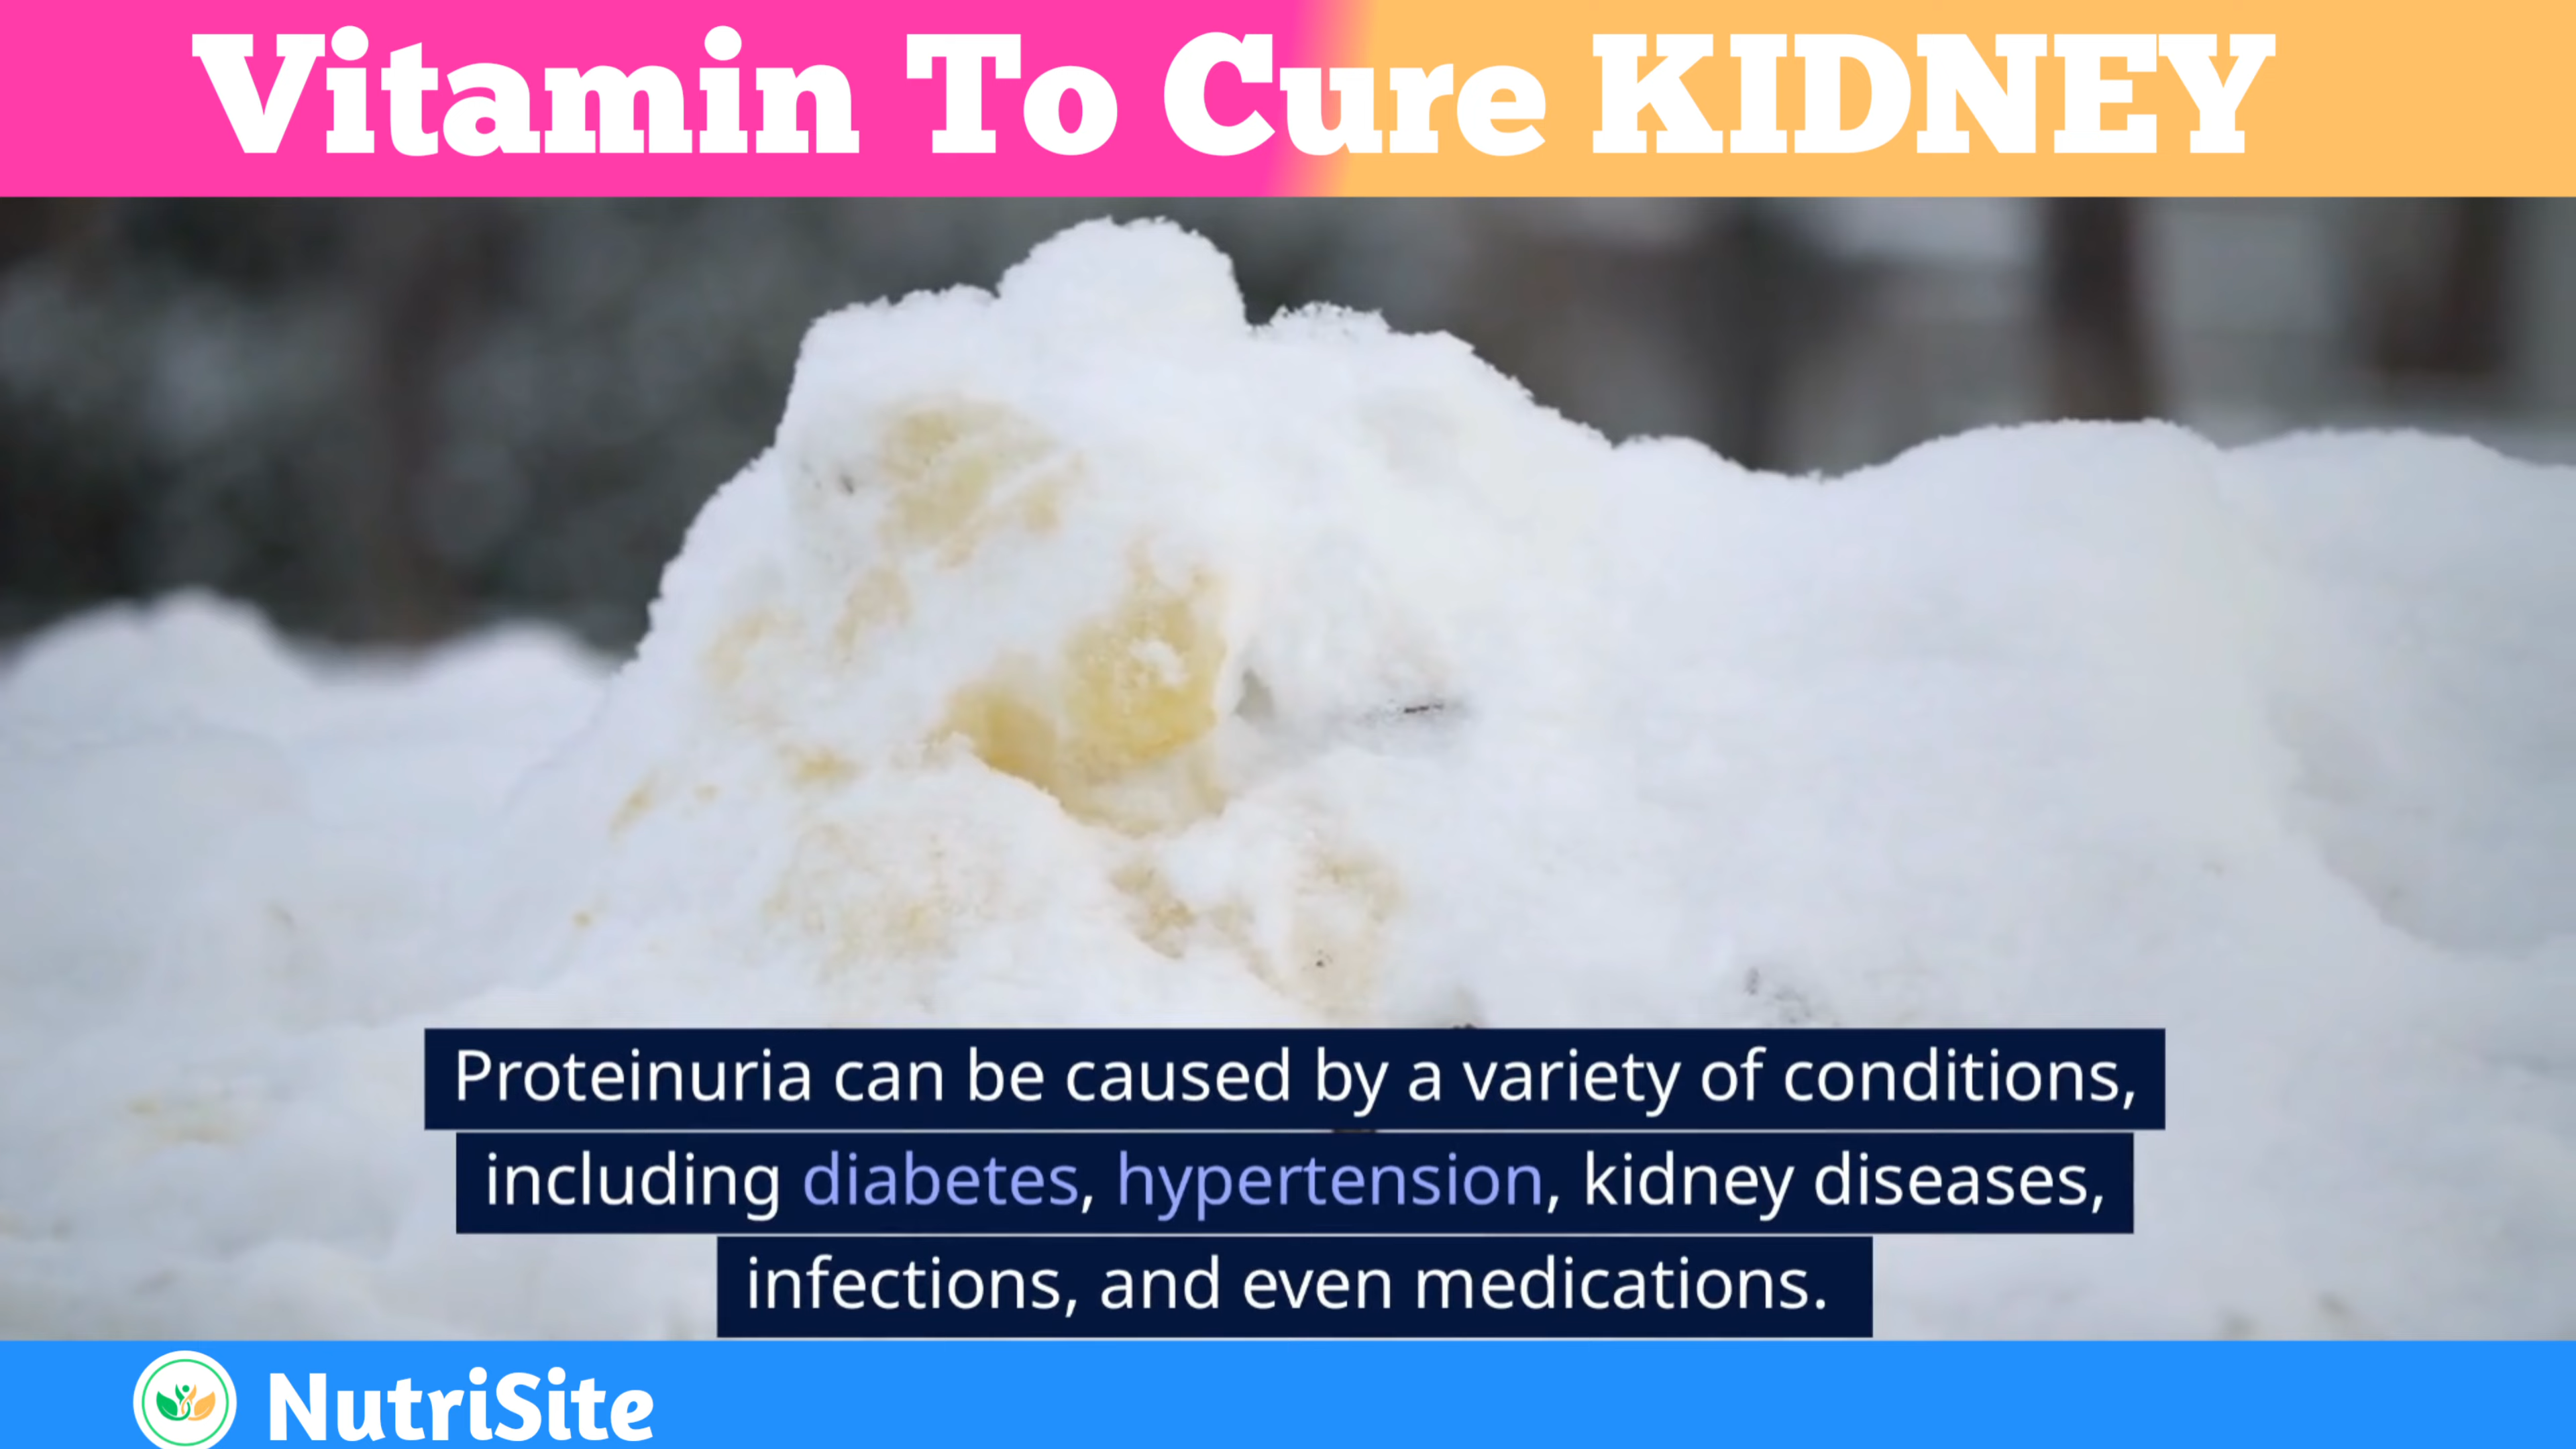 Vitamin To Cure KIDNEY
Proteinuria can be caused by a variety of conditions,
including diabetes, hypertension, kidney diseases,
infections, and even medications.
NutriSite